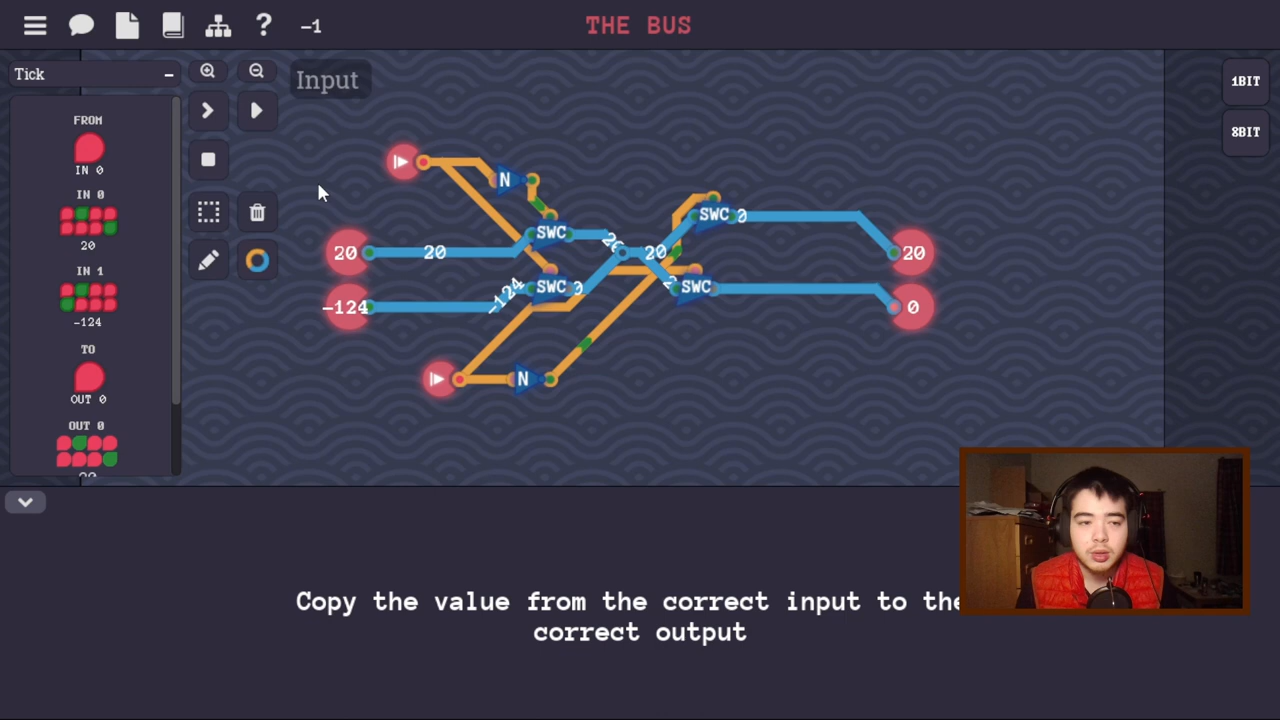 −1
THE BUS
Tick
Input
1BIT
8BIT
FROM
IN 0
IN 0
20
IN 1
-124
TO
OUT 0
OUT 0
N
SWC
SWC
0
20
20
20
20
20
-124
-124
SWC
0
SWC
0
N
Copy the value from the correct input to the
correct output